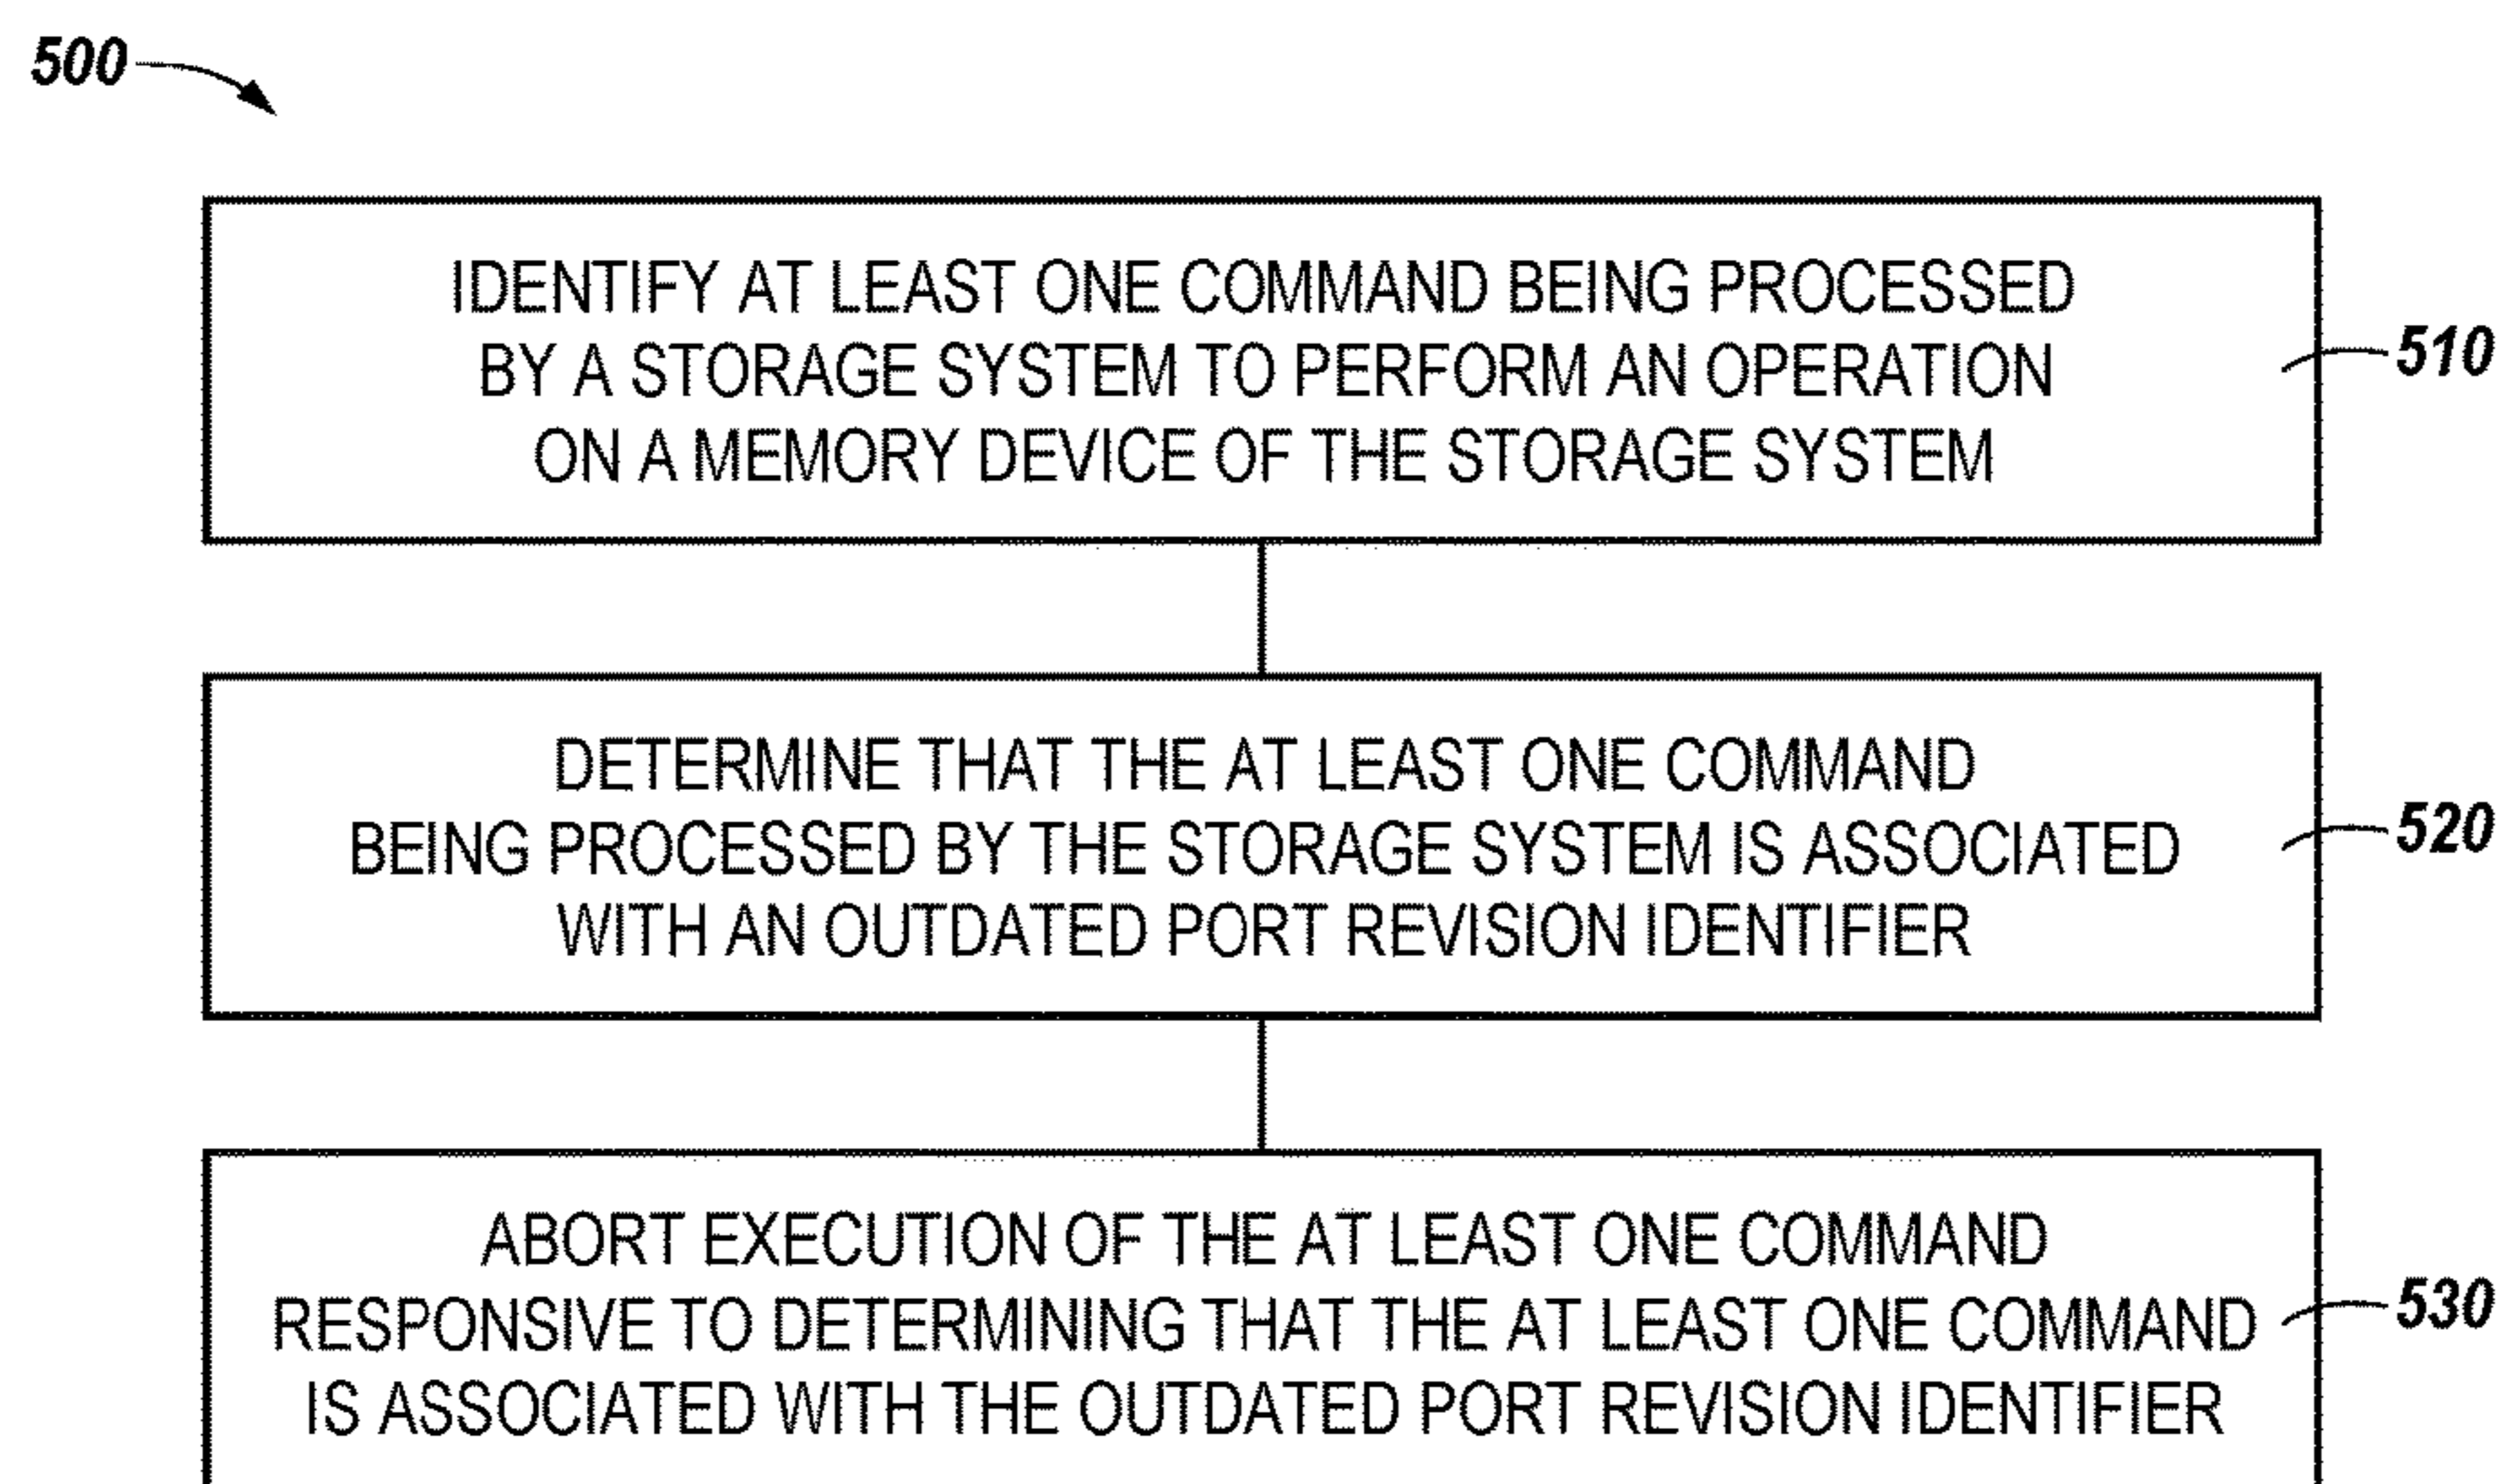 500
IDENTIFY AT LEAST ONE COMMAND BEING PROCESSED
BY A STORAGE SYSTEM TO PERFORM AN OPERATION
ON A MEMORY DEVICE OF THE STORAGE SYSTEM
510
DETERMINE THAT THE AT LEAST ONE COMMAND
BEING PROCESSED BY THE STORAGE SYSTEM IS ASSOCIATED
WITH AN OUTDATED PORT REVISION IDENTIFIER
520
ABORT EXECUTION OF THE AT LEAST ONE COMMAND
RESPONSIVE TO DETERMINING THAT THE AT LEAST ONE COMMAND
IS ASSOCIATED WITH THE OUTDATED PORT REVISION IDENTIFIER
530